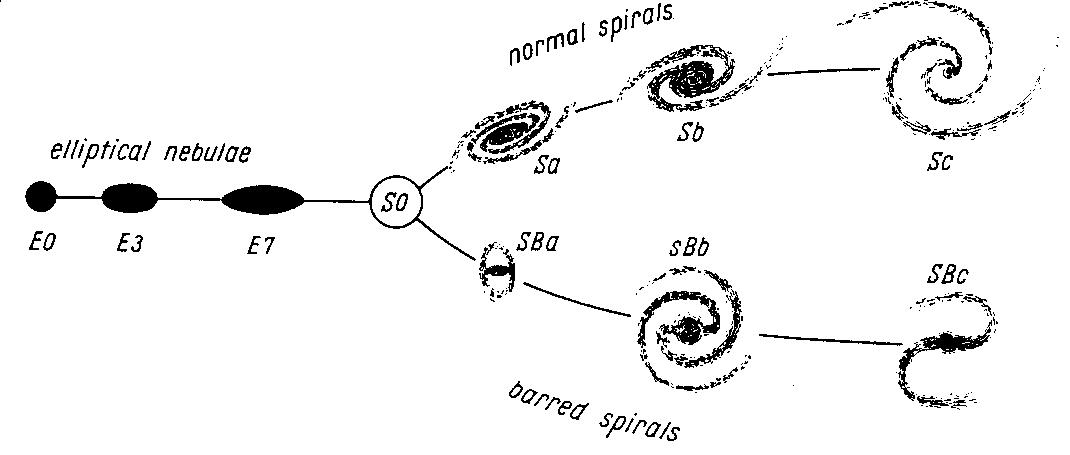 normal spirals
elliptical nebulae
E0
E3
E7
S0
Sa
Sb
Sc
SBa
sBb
SBc
barred spirals